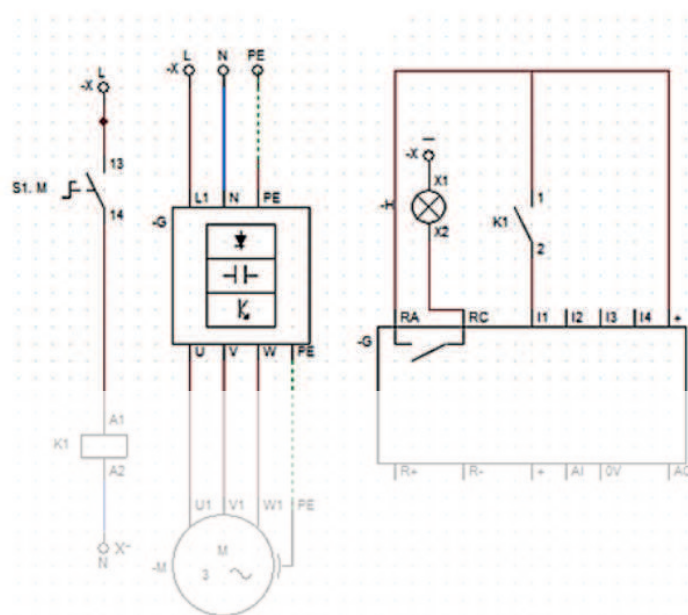 L
-X
13
S1. M
14
A1
K1
A2
X~
N
-X
L
N
PE
L1
N
PE
-G
U
V
W
PE
U1
V1
W1
PE
-M
M
3
-X
X1
-H
X2
1
K1
2
RA
RC
I1
I2
I3
I4
+
-G
R+
R-
+
AI
0V